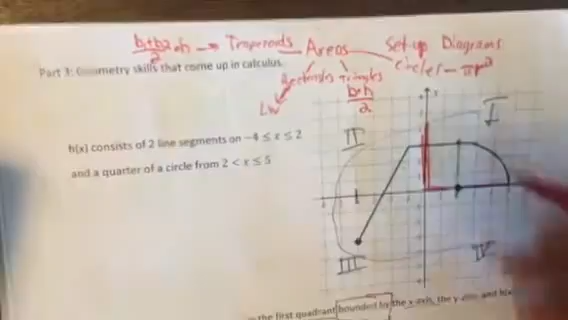 b1+b2/2 • h → Trapezoids Areas Set-up Diagrams
Part 3: Geometry skills that come up in calculus.
Rectangles Triangles Circles - πr²
LW b•h/2
h(x) consists of 2 line segments on −4 ≤ x ≤ 2
and a quarter of a circle from 2 < x ≤ 5
II I
III IV
the first quadrant bounded by the x-axis, the y-axis and